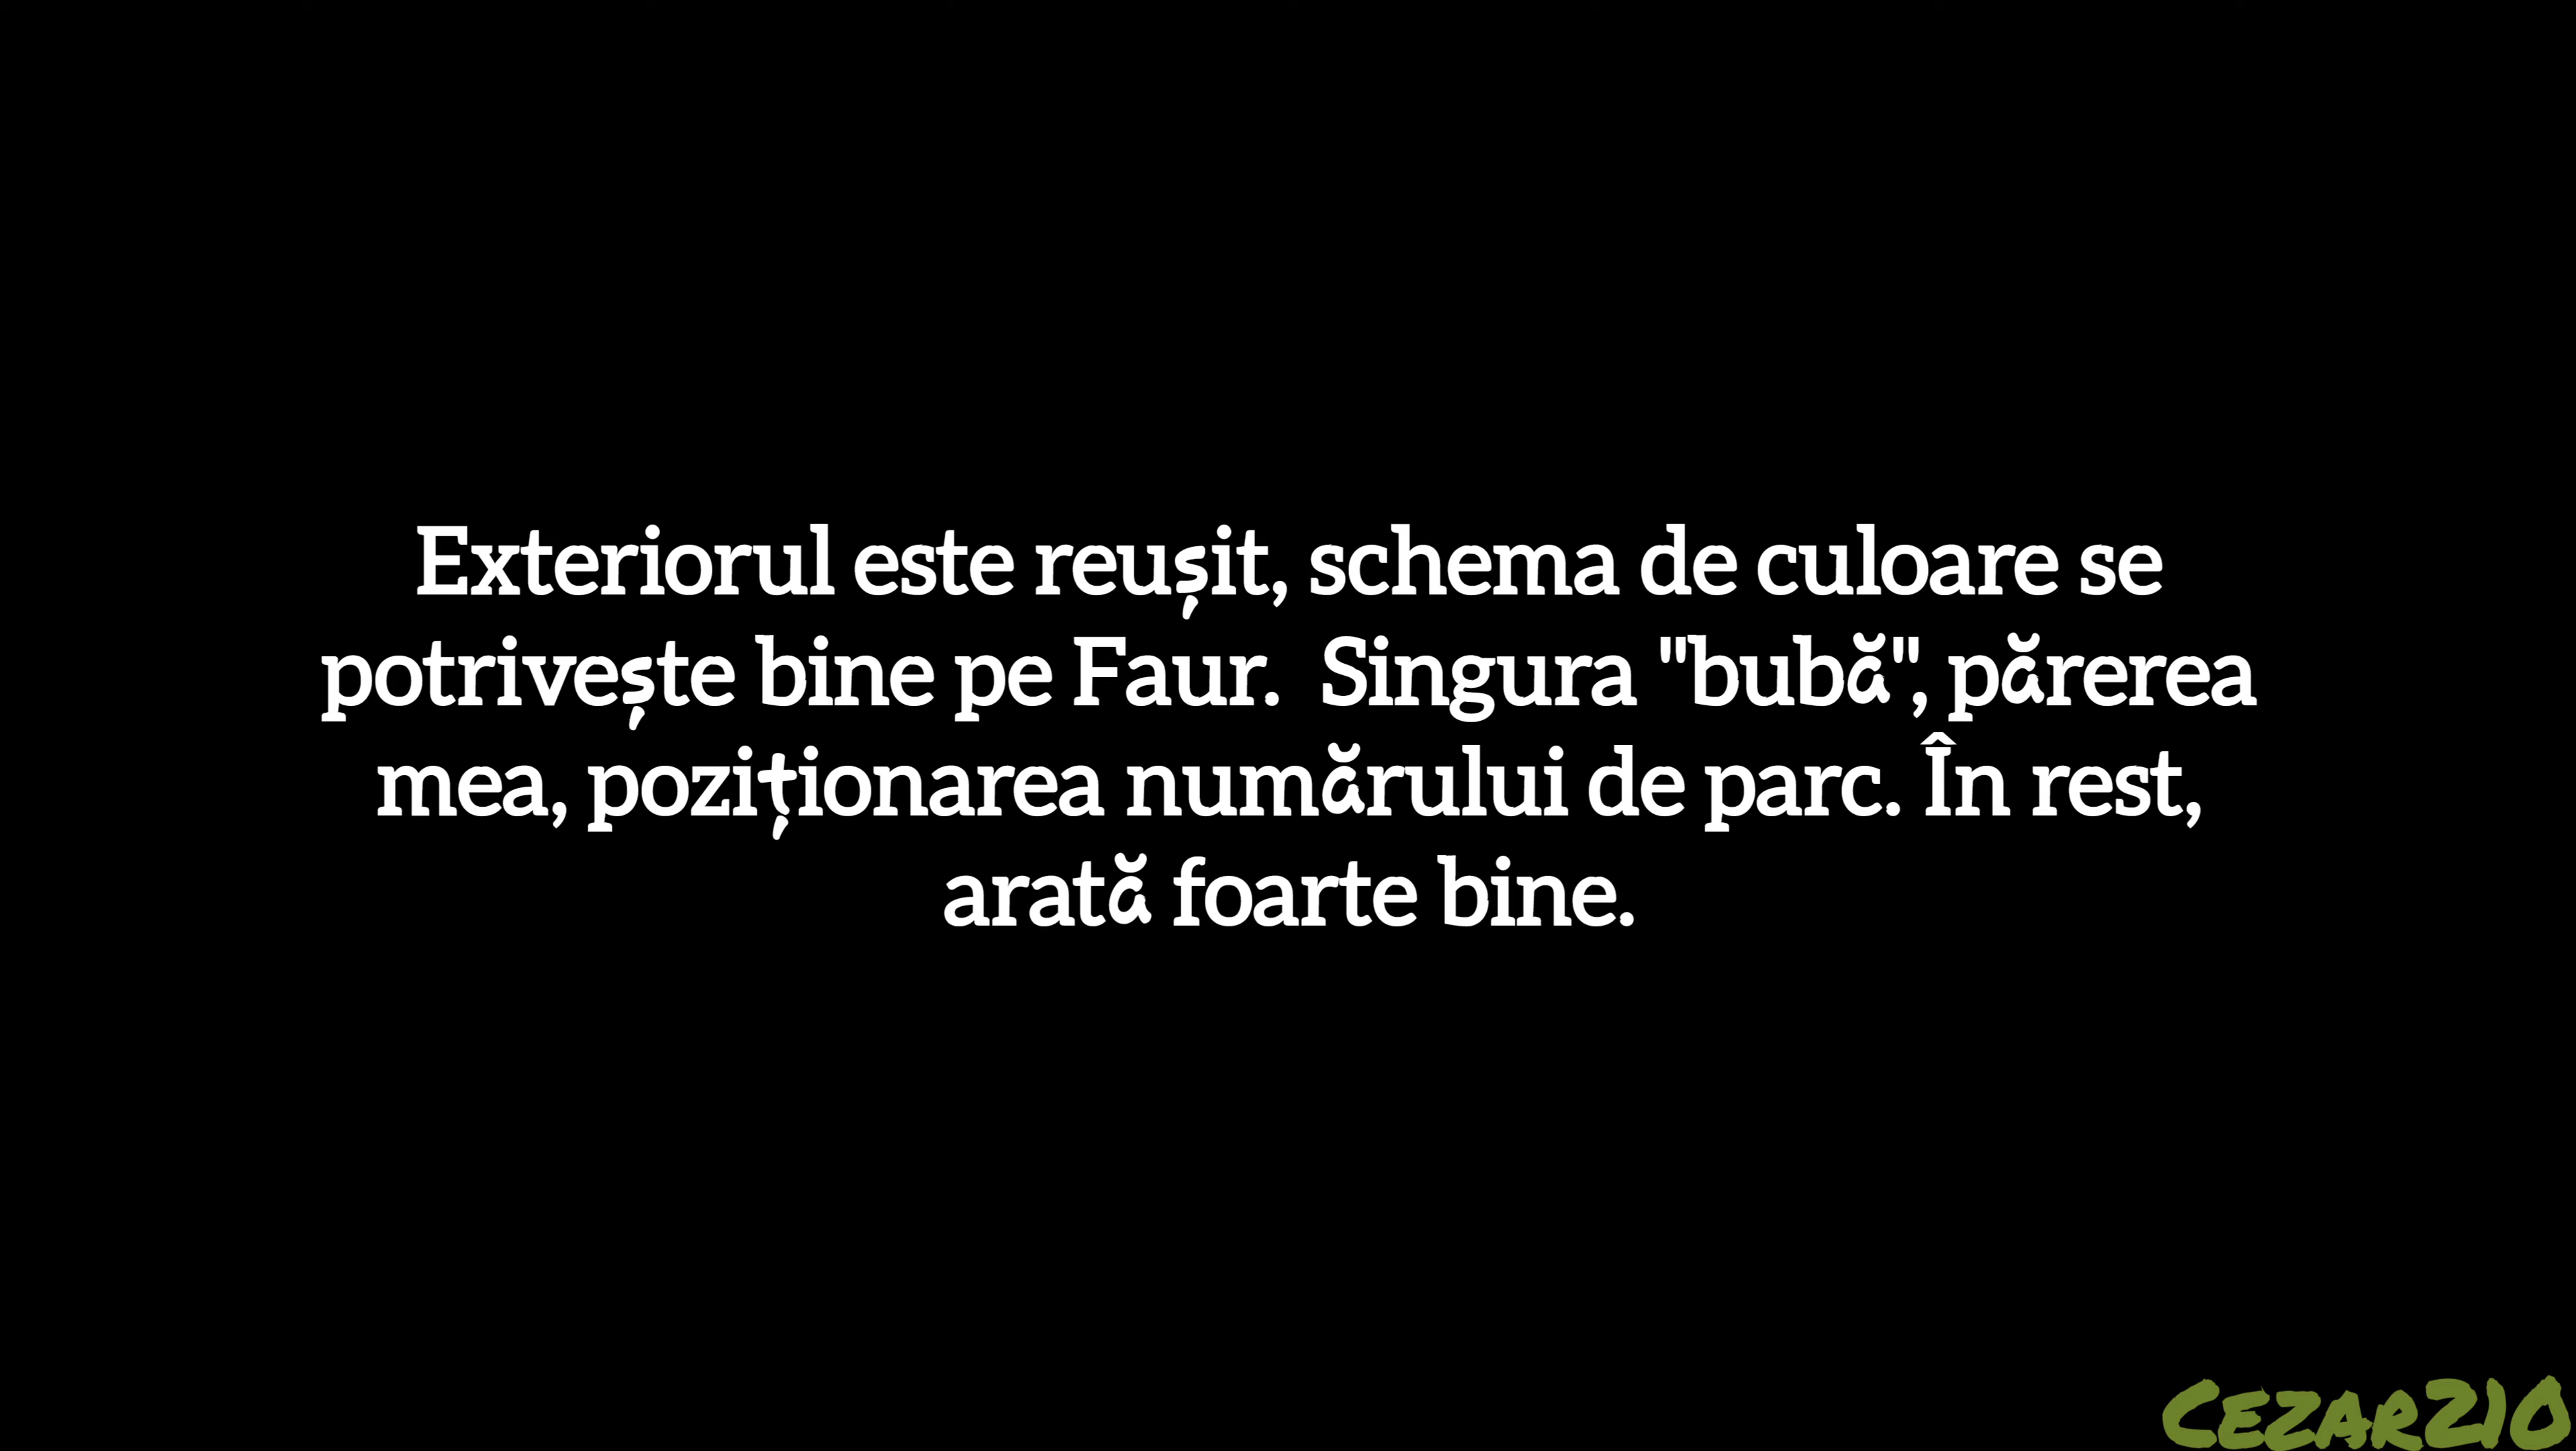 Exteriorul este reușit, schema de culoare se
potrivește bine pe Faur.  Singura "bubă", părerea
mea, poziționarea numărului de parc. În rest,
arată foarte bine.
Cezar210